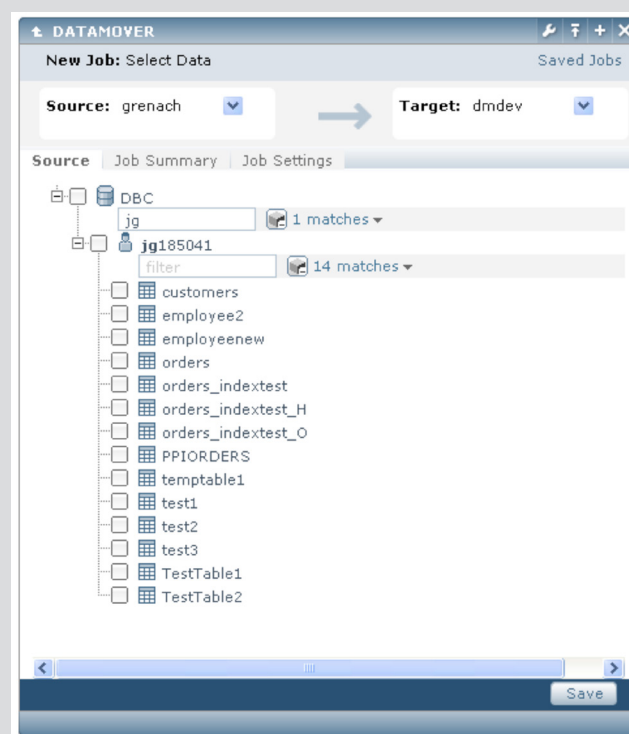 DATAMOVER
New Job: Select Data Saved Jobs
Source: grenach Target: dmdev
Source Job Summary Job Settings
DBC
jg 1 matches
jg185041
filter 14 matches
customers
employee2
employeenew
orders
orders_indextest
orders_indextest_H
orders_indextest_O
PPIORDERS
temptable1
test1
test2
test3
TestTable1
TestTable2
Save